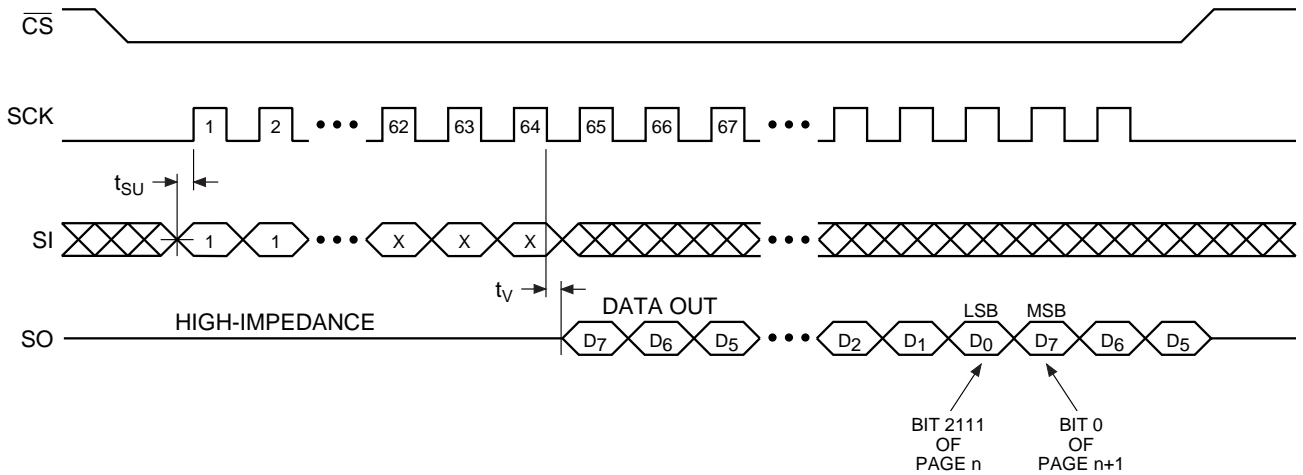 CS
SCK
1 2 ••• 62 63 64 65 66 67 •••
tSU
SI
1 1 ••• X X X •••
tV
DATA OUT
HIGH-IMPEDANCE
LSB MSB
SO
D7 D6 D5 ••• D2 D1 D0 D7 D6 D5
BIT 2111
OF
PAGE n
BIT 0
OF
PAGE n+1